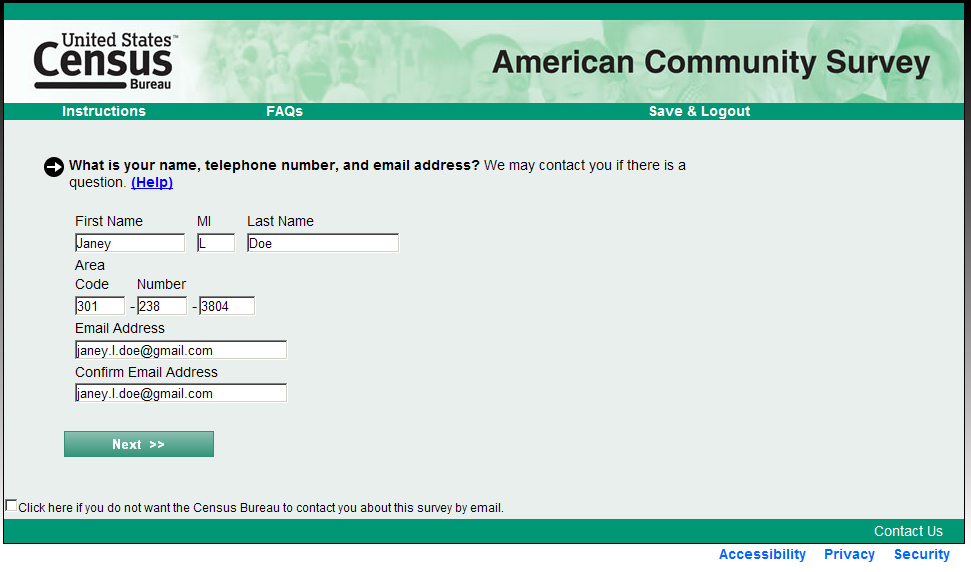 United States™
Census
Bureau
American Community Survey
Instructions FAQs Save & Logout
What is your name, telephone number, and email address? We may contact you if there is a
question. (Help)
First Name MI Last Name
Janey L Doe
Area
Code Number
301 - 238 - 3804
Email Address
janey.l.doe@gmail.com
Confirm Email Address
janey.l.doe@gmail.com
Next >>
Click here if you do not want the Census Bureau to contact you about this survey by email.
Contact Us
Accessibility Privacy Security